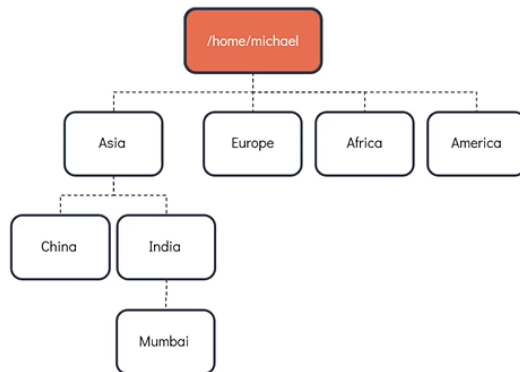 /home/michael
Asia
Europe
Africa
America
China
India
Mumbai